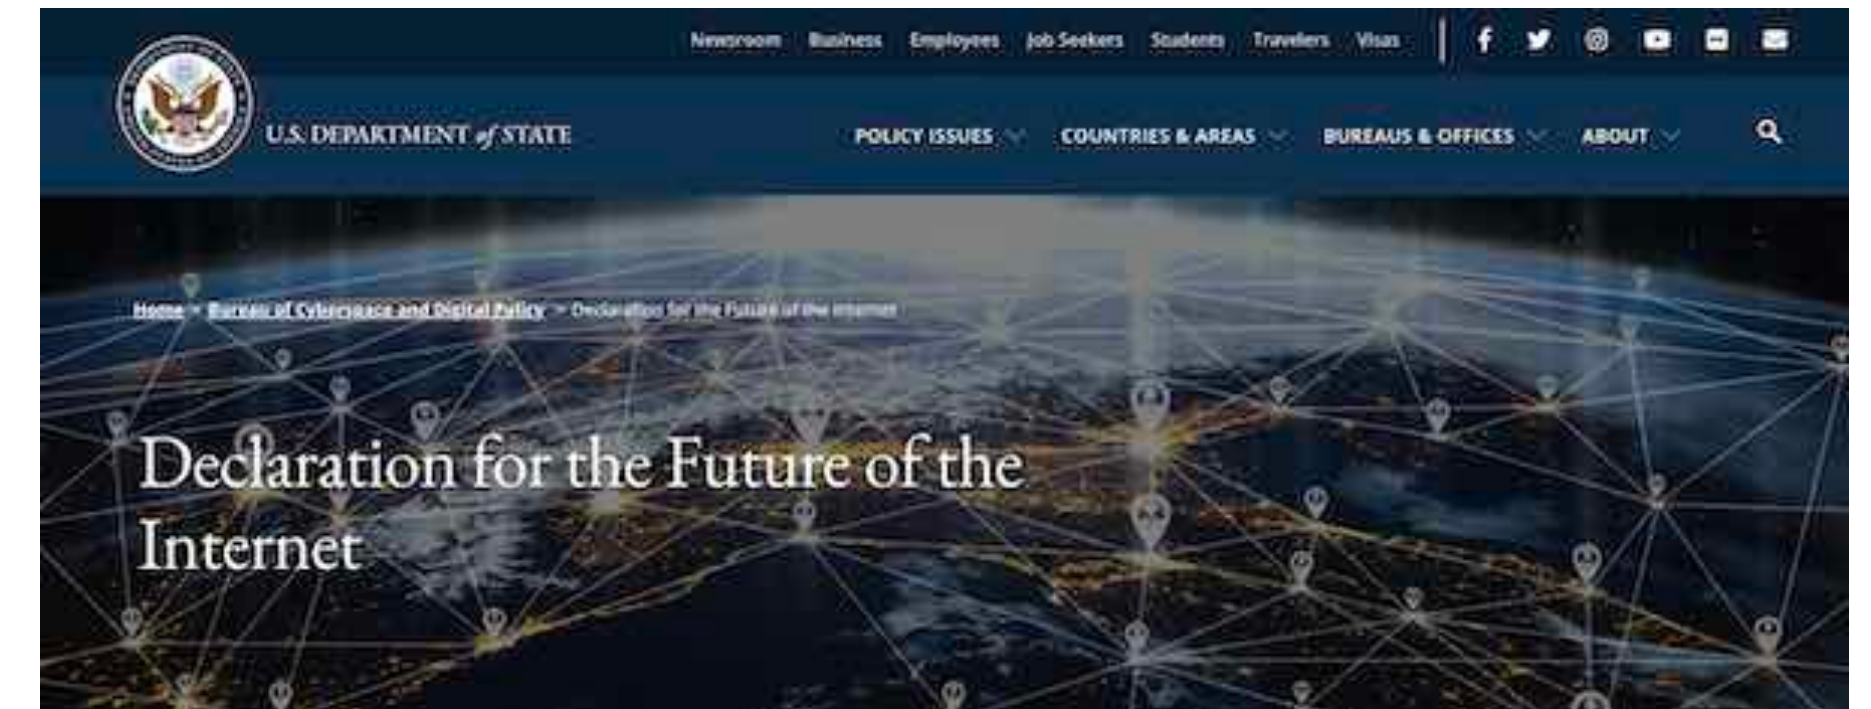 Newsroom Business Employees Job Seekers Students Travelers Visas
U.S. DEPARTMENT of STATE
POLICY ISSUES COUNTRIES & AREAS BUREAUS & OFFICES ABOUT
Home > Bureau of Cyberspace and Digital Policy > Declaration for the Future of the Internet
Declaration for the Future of the
Internet